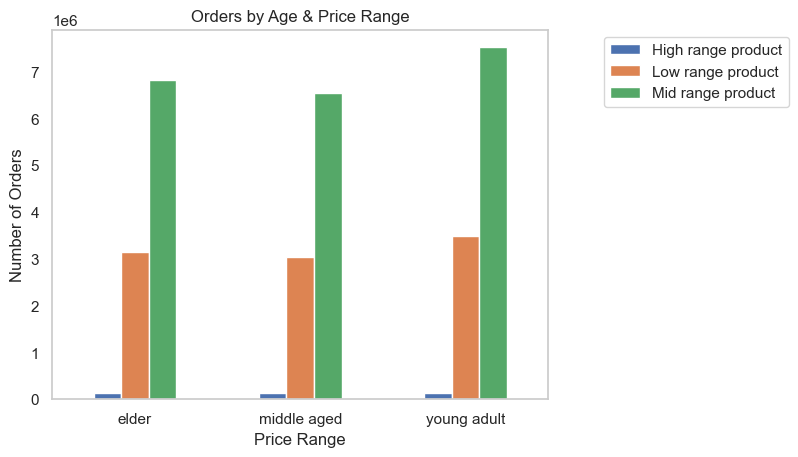 Orders by Age & Price Range
1e6
High range product
Low range product
Mid range product
Number of Orders
7
6
5
4
3
2
1
0
elder
middle aged
young adult
Price Range